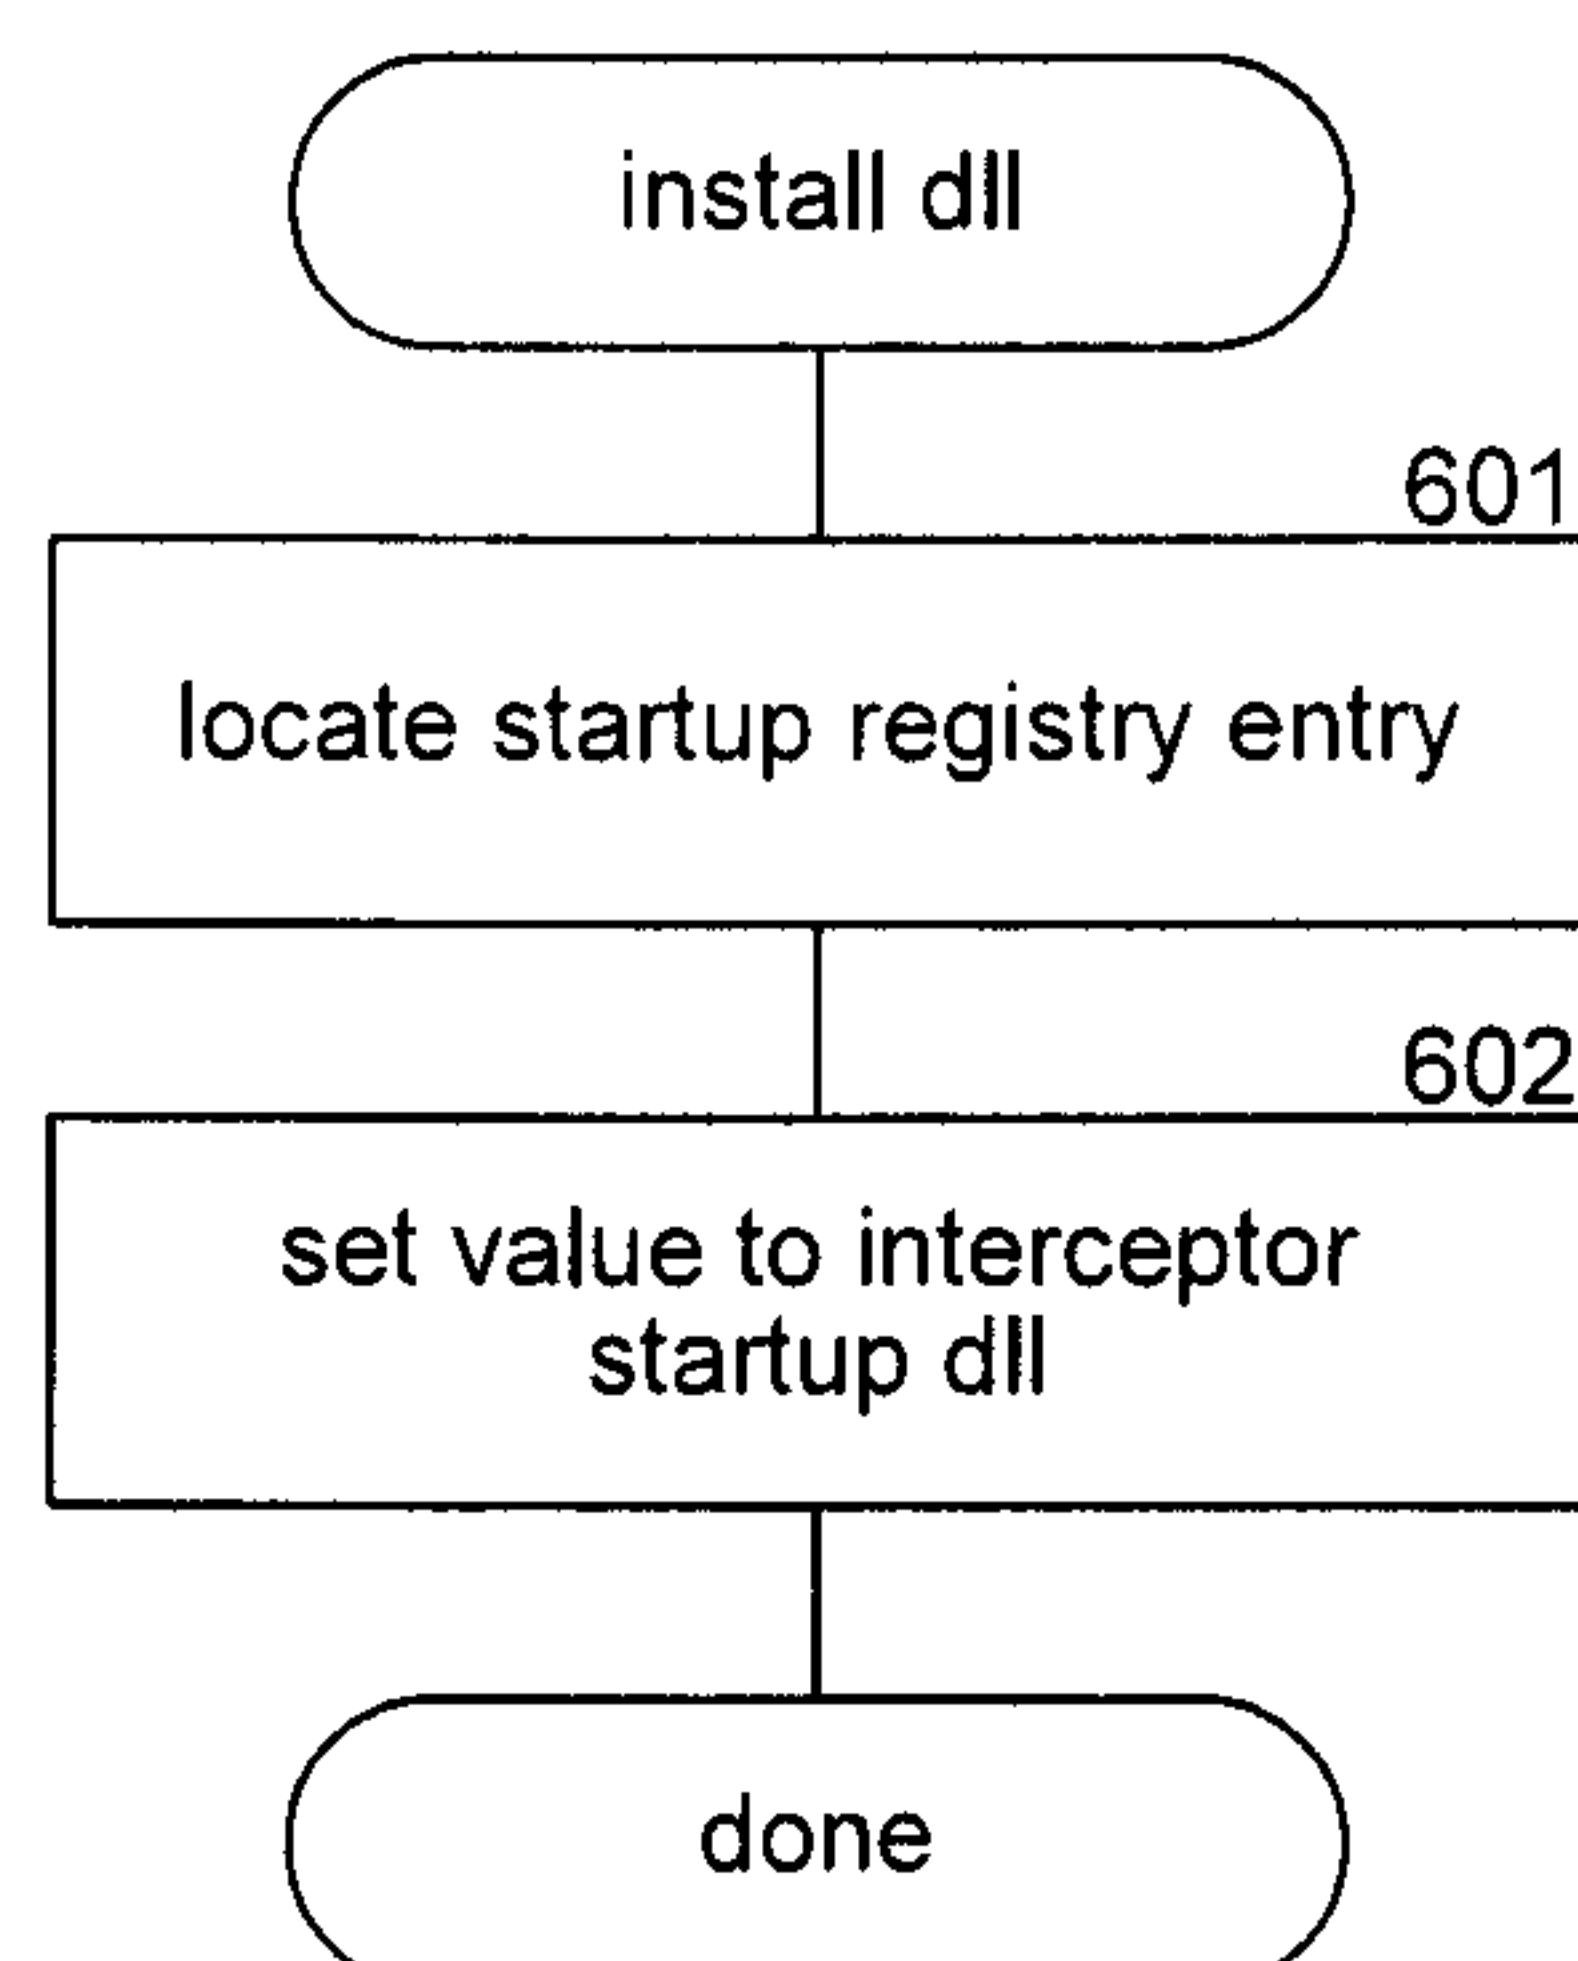 install dll
601
locate startup registry entry
602
set value to interceptor
startup dll
done